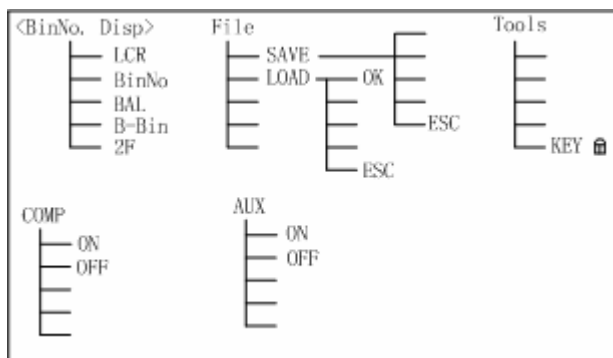 <BinNo. Disp> File Tools
LCR SAVE
BinNo LOAD OK
BAL
B-Bin ESC
2F KEY
ESC
COMP AUX
ON ON
OFF OFF